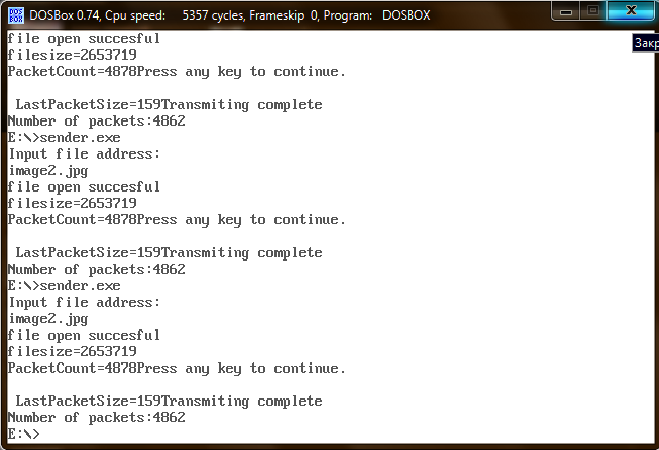 DOSBox 0.74, Cpu speed: 5357 cycles, Frameskip 0, Program: DOSBOX
Закр
file open succesful
filesize=2653719
PacketCount=4878Press any key to continue.
LastPacketSize=159Transmiting complete
Number of packets:4862
E:\>sender.exe
Input file address:
image2.jpg
file open succesful
filesize=2653719
PacketCount=4878Press any key to continue.
LastPacketSize=159Transmiting complete
Number of packets:4862
E:\>sender.exe
Input file address:
image2.jpg
file open succesful
filesize=2653719
PacketCount=4878Press any key to continue.
LastPacketSize=159Transmiting complete
Number of packets:4862
E:\>